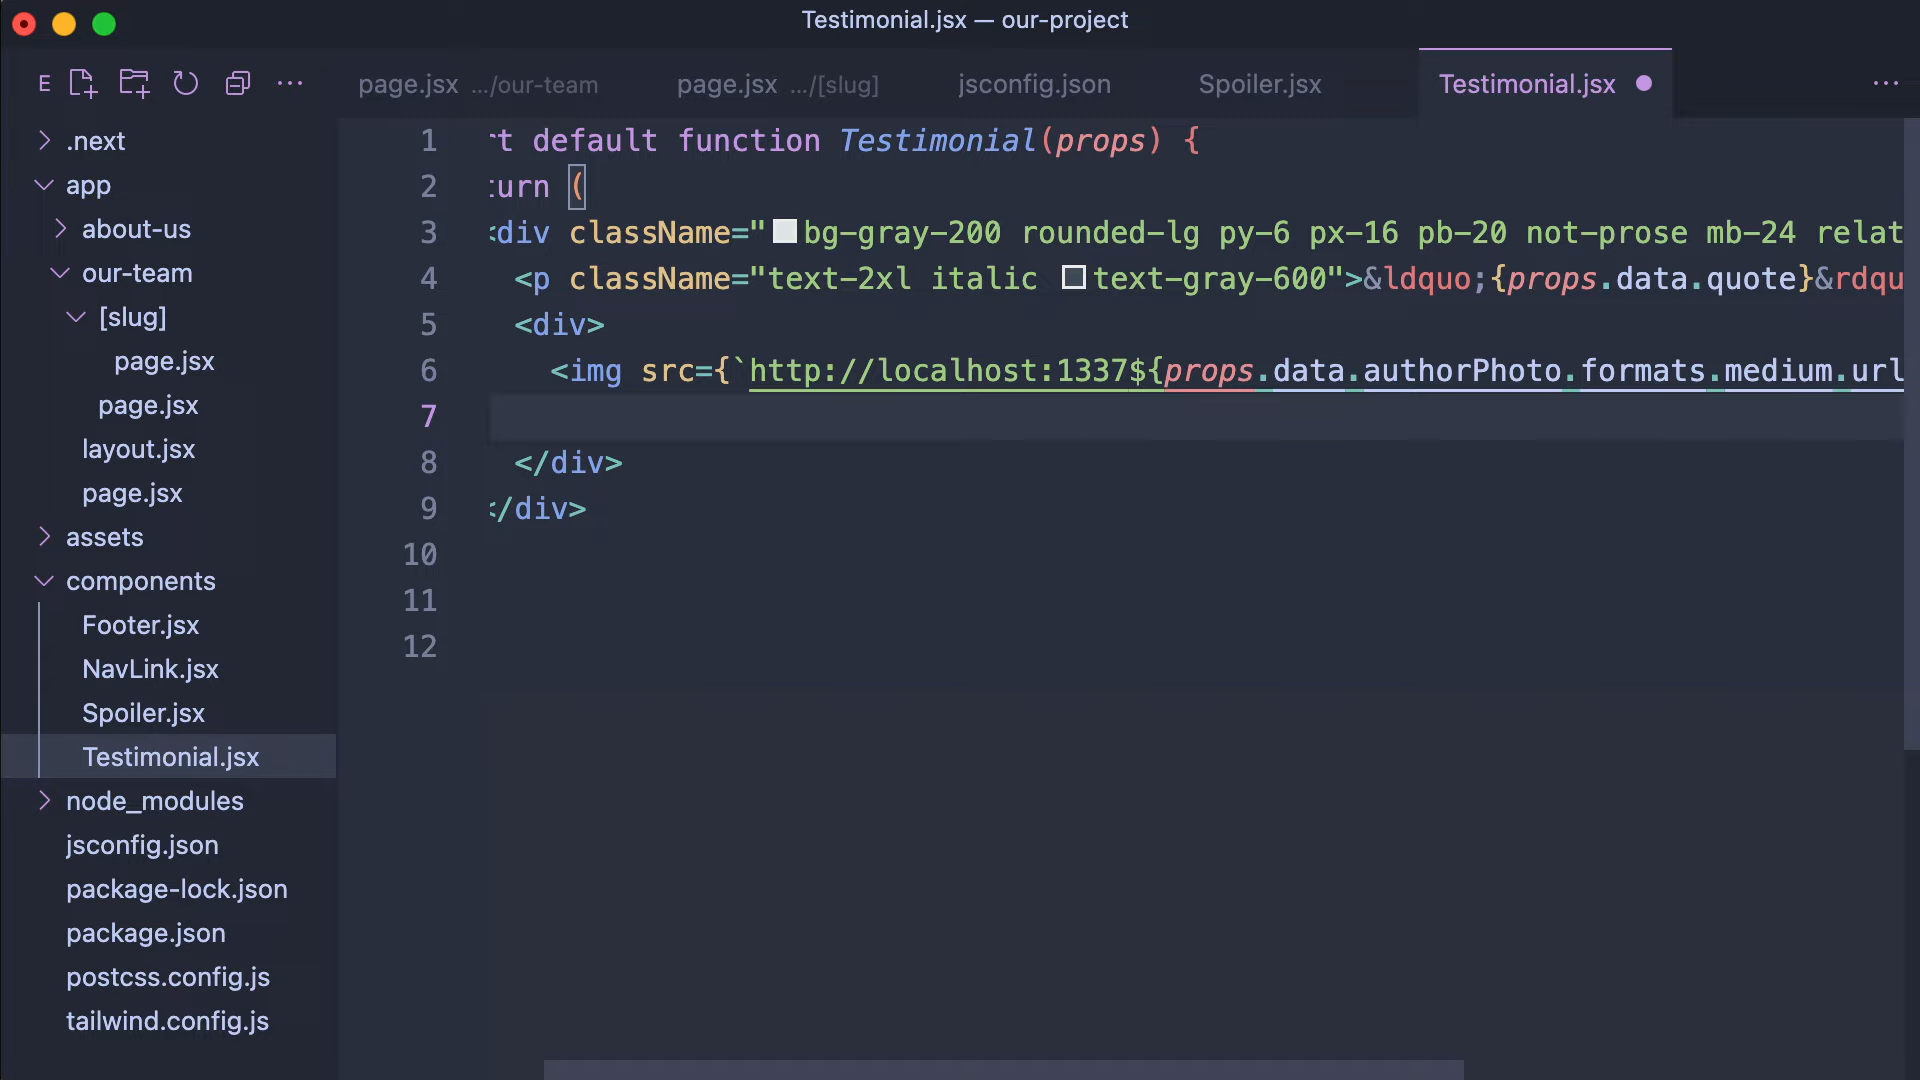 Testimonial.jsx — our-project
E
page.jsx .../our-team
page.jsx .../[slug]
jsconfig.json
Spoiler.jsx
Testimonial.jsx
.next
app
about-us
our-team
[slug]
page.jsx
page.jsx
layout.jsx
page.jsx
assets
components
Footer.jsx
NavLink.jsx
Spoiler.jsx
Testimonial.jsx
node_modules
jsconfig.json
package-lock.json
package.json
postcss.config.js
tailwind.config.js
1 rt default function Testimonial(props) {
2 turn (
3 <div className="bg-gray-200 rounded-lg py-6 px-16 pb-20 not-prose mb-24 relat
4 <p className="text-2xl italic text-gray-600">&ldquo;{props.data.quote}&rdqu
5 <div>
6 <img src={`http://localhost:1337${props.data.authorPhoto.formats.medium.url
7
8 </div>
9 </div>
10
11
12